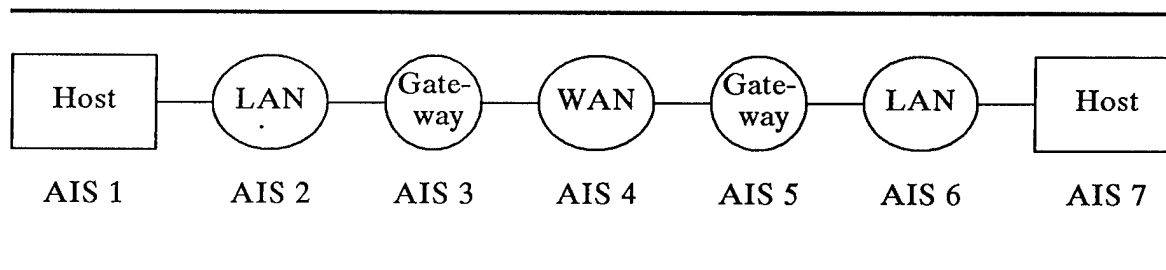 Host LAN Gate- WAN Gate- LAN Host
way way
AIS 1 AIS 2 AIS 3 AIS 4 AIS 5 AIS 6 AIS 7